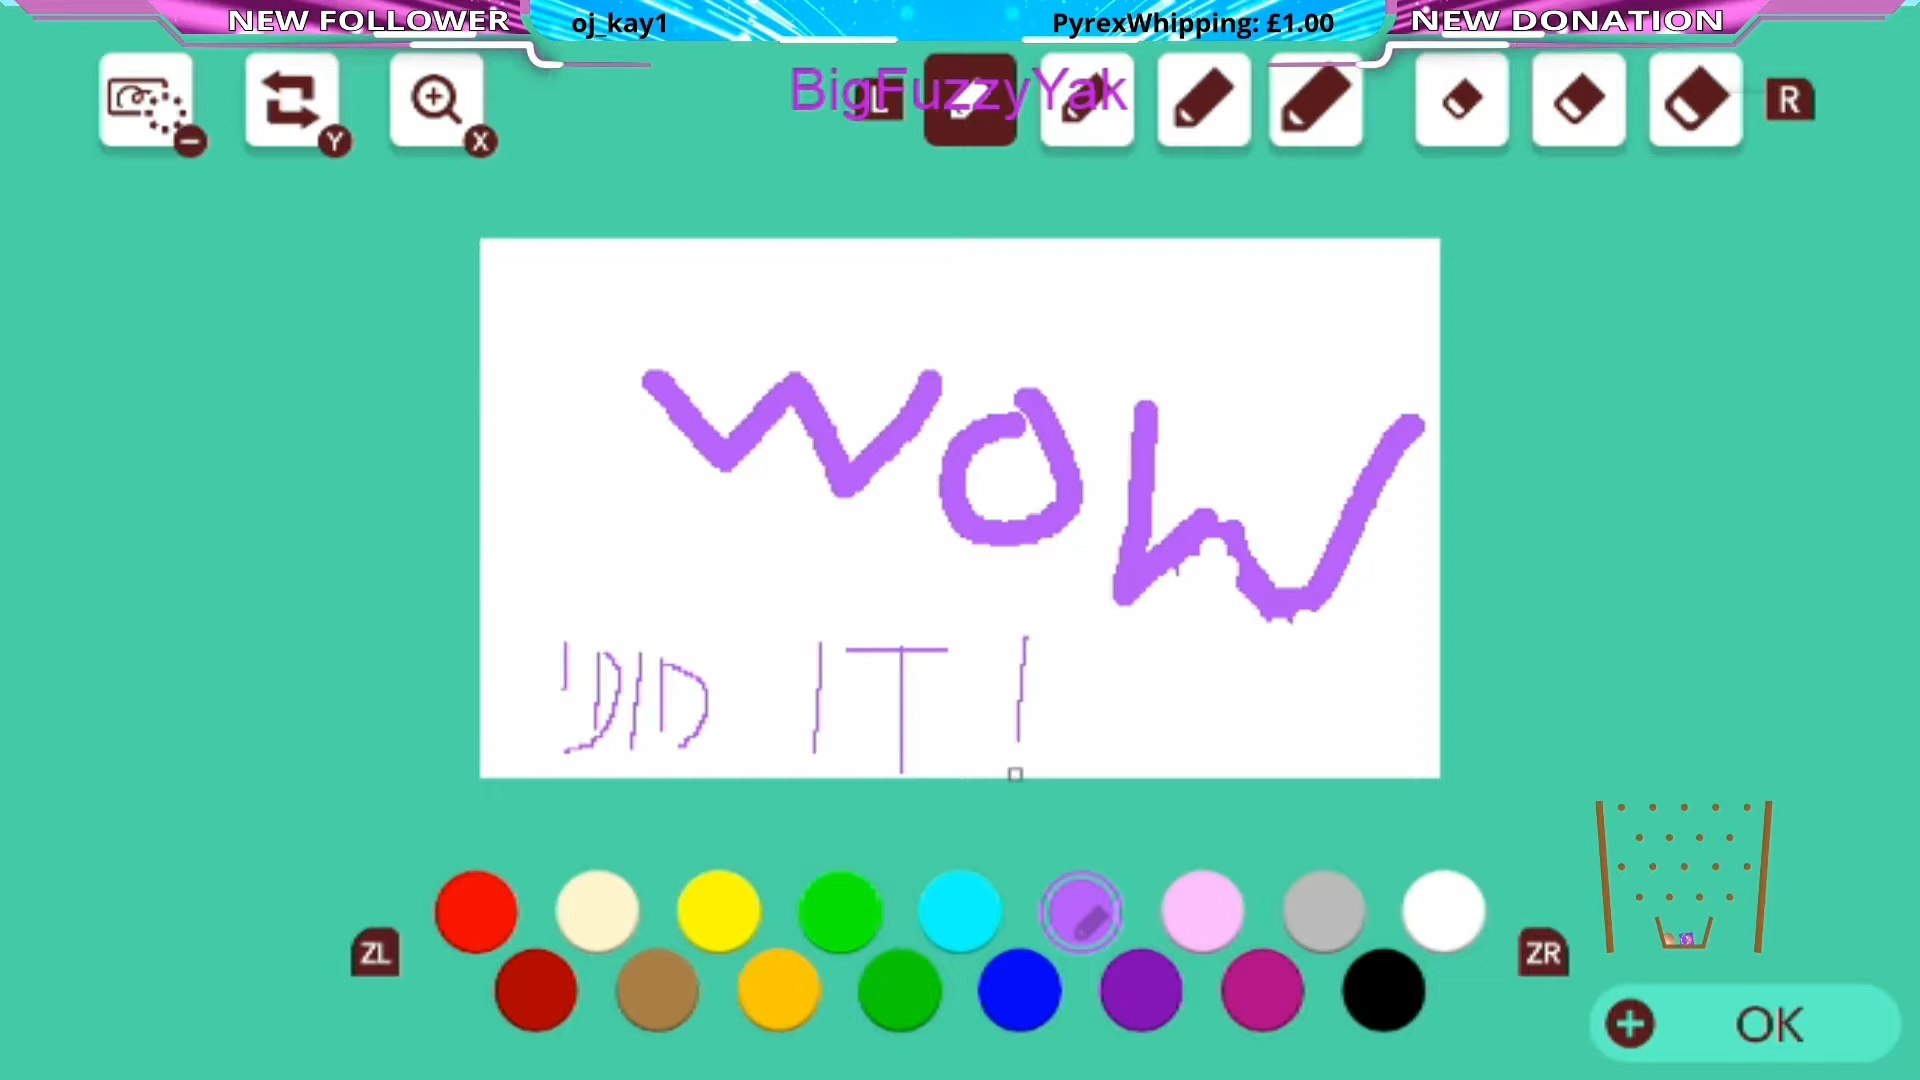 NEW FOLLOWER oj_kay1 PyrexWhipping: £1.00 NEW DONATION
BigFuzzyYak
L R
- Y X
WOW
I DID IT!
ZL ZR
+ OK